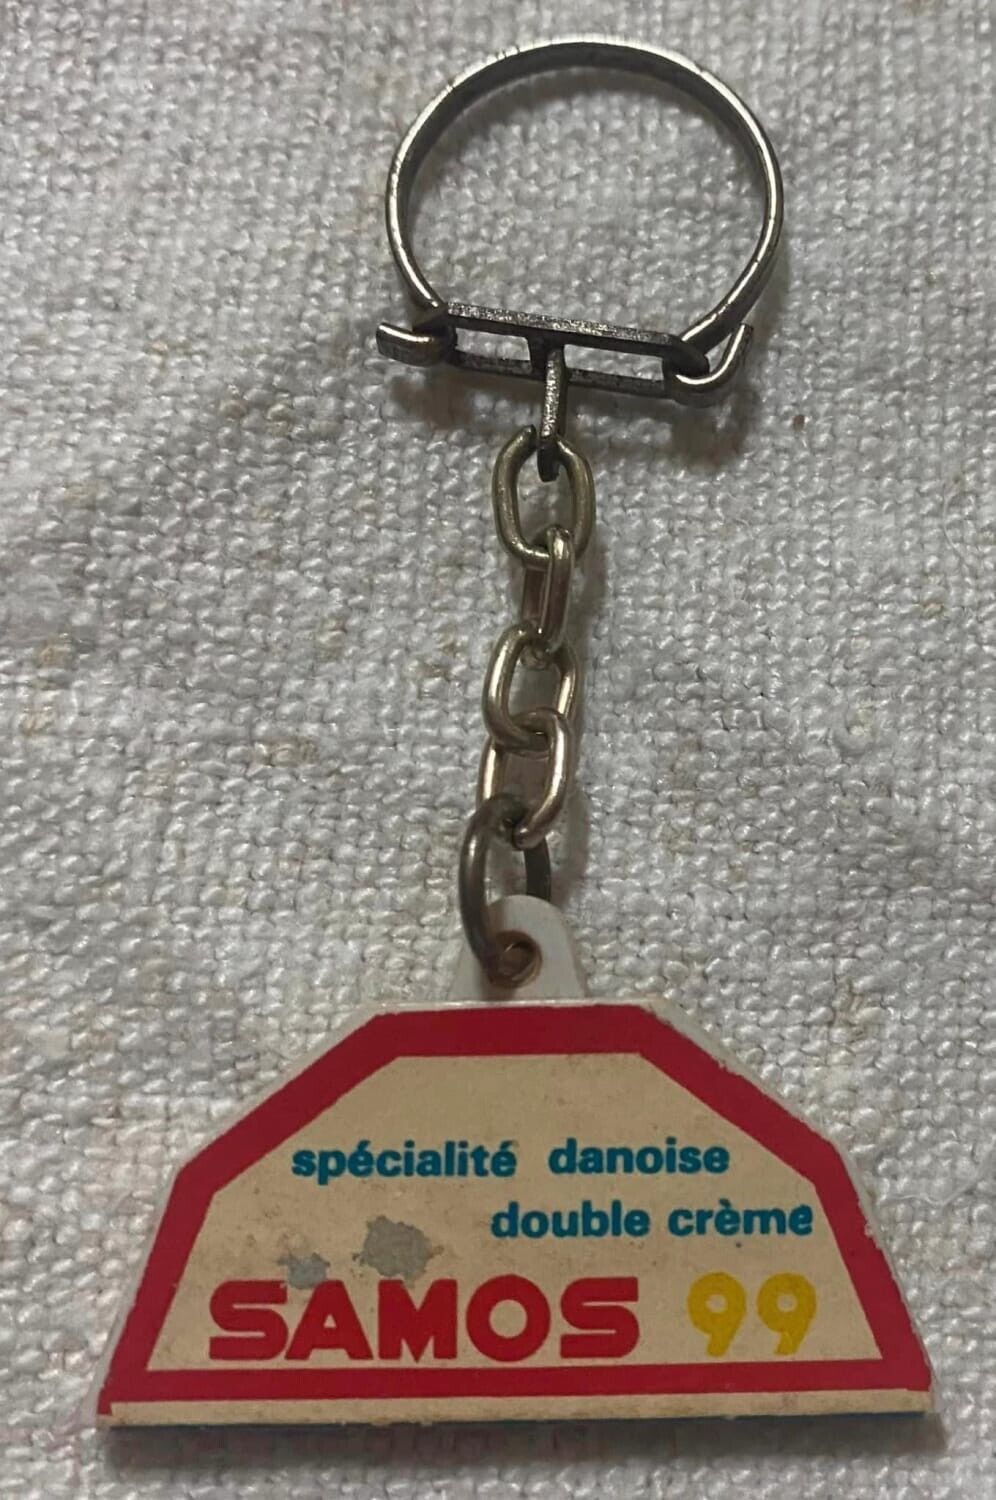 spécialité danoise
double crème
SAMOS 99